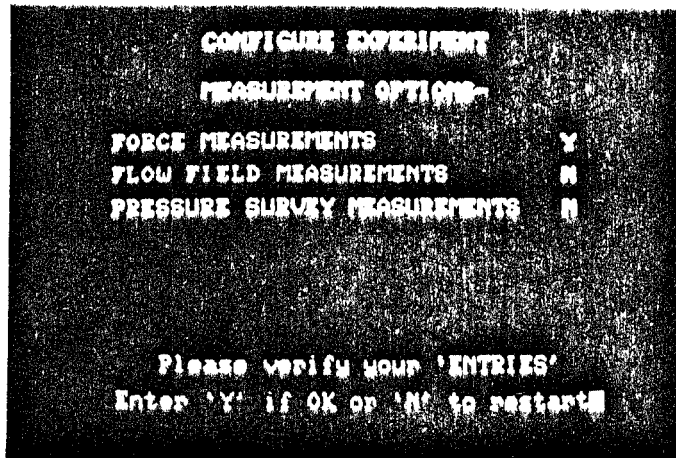 CONFIGURE EXPERIMENT
MEASUREMENT OPTIONS-
FORCE MEASUREMENTS Y
FLOW FIELD MEASUREMENTS N
PRESSURE SURVEY MEASUREMENTS N
Please verify your 'ENTRIES'
Enter 'Y' if OK or 'N' to restart